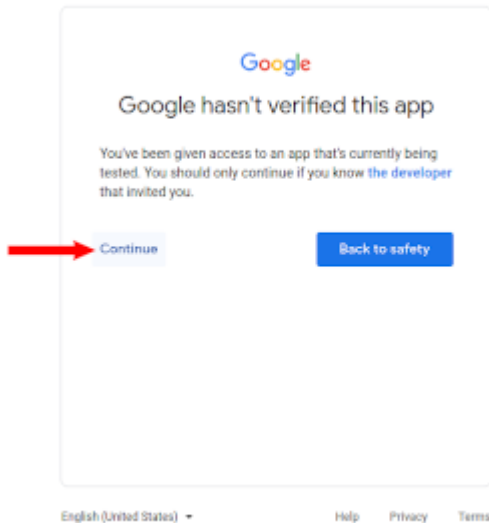 Google
Google hasn't verified this app
You've been given access to an app that's currently being
tested. You should only continue if you know the developer
that invited you.
Continue
Back to safety
English (United States)
Help Privacy Terms